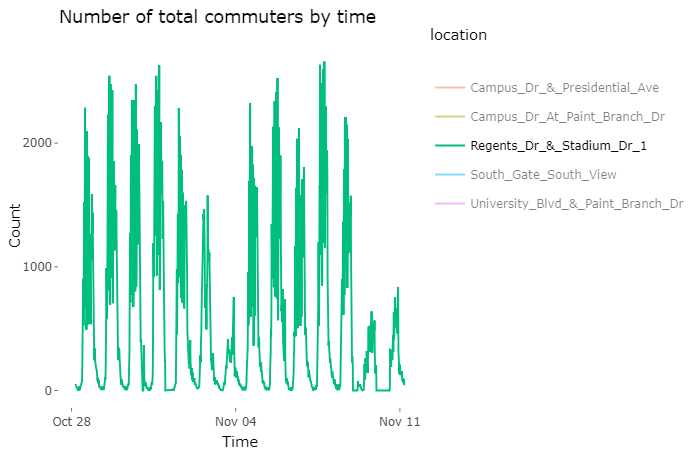 Number of total commuters by time
location
Campus_Dr_&_Presidential_Ave
Campus_Dr_At_Paint_Branch_Dr
Regents_Dr_&_Stadium_Dr_1
South_Gate_South_View
University_Blvd_&_Paint_Branch_Dr
Count
2000
1000
0
Oct 28
Nov 04
Nov 11
Time